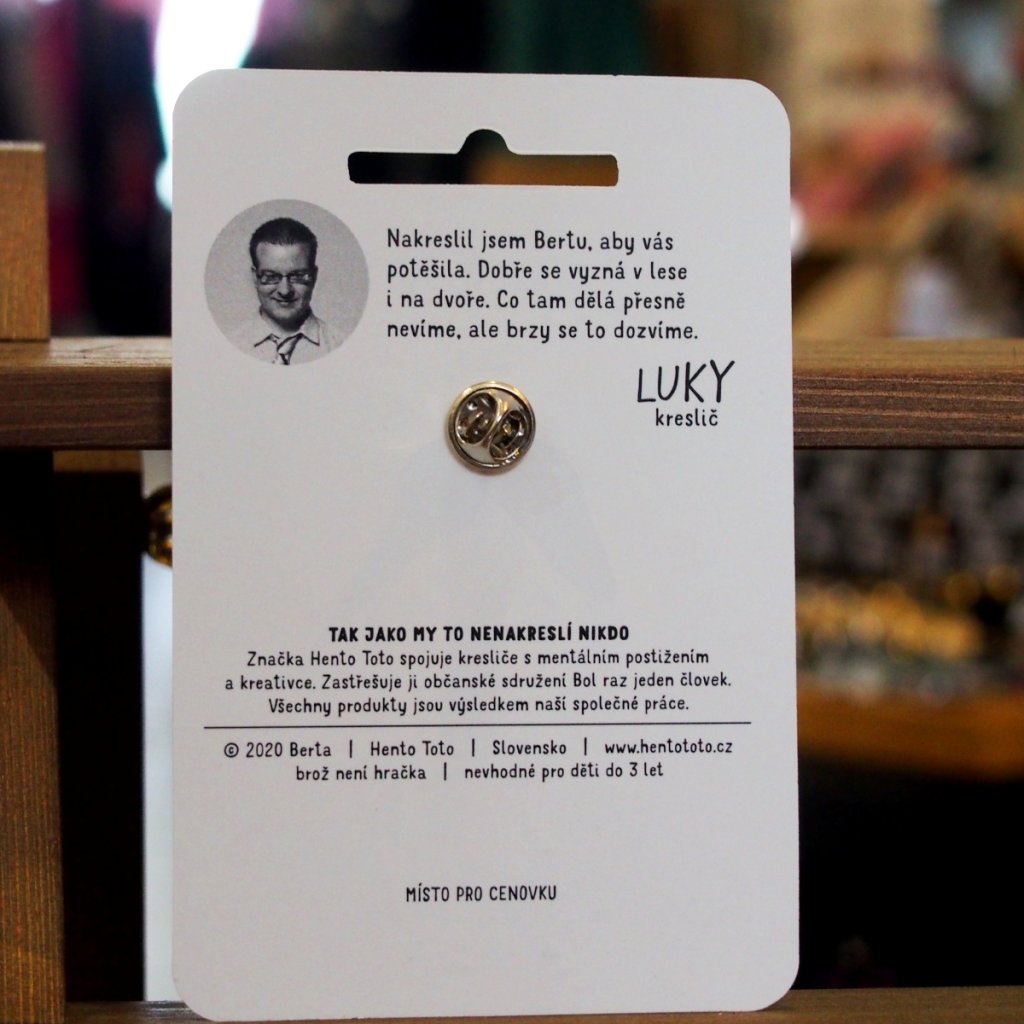 Nakreslil jsem Bertu, aby vás
potěšila. Dobře se vyzná v lese
i na dvoře. Co tam dělá přesně
nevíme, ale brzy se to dozvíme.
LUKY
kreslič
TAK JAKO MY TO NENAKRESLÍ NIKDO
Značka Hento Toto spojuje kresliče s mentálním postižením
a kreativce. Zastřešuje ji občanské sdružení Bol raz jeden človek.
Všechny produkty jsou výsledkem naší společné práce.
© 2020 Berta | Hento Toto | Slovensko | www.hentototo.cz
brož není hračka | nevhodné pro děti do 3 let
MÍSTO PRO CENOVKU